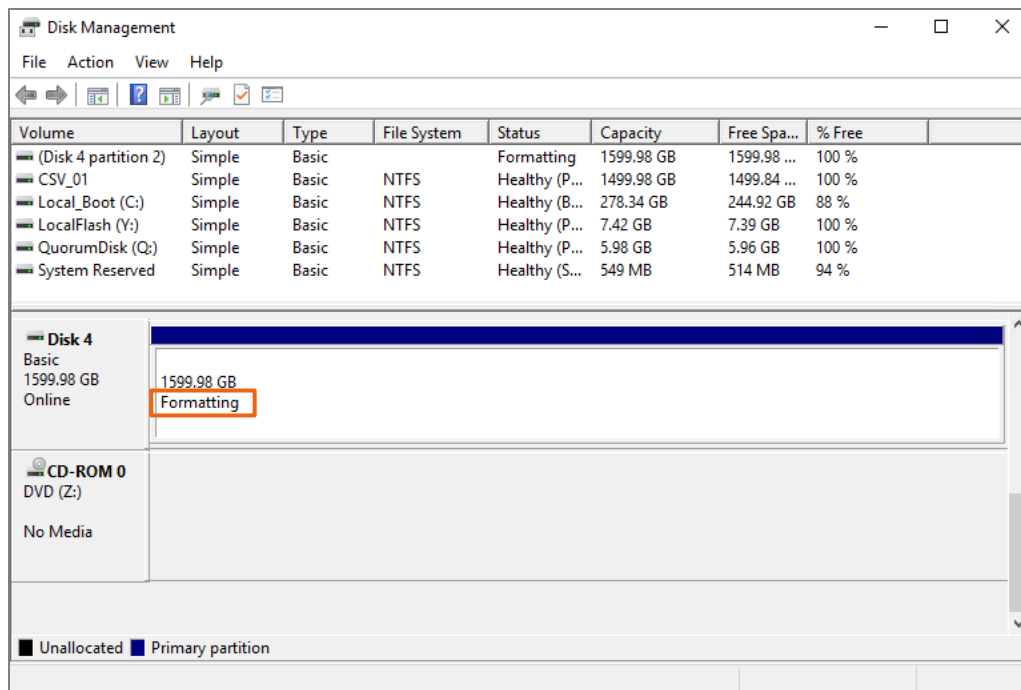 Disk Management
File Action View Help
Volume Layout Type File System Status Capacity Free Spa... % Free
(Disk 4 partition 2) Simple Basic Formatting 1599.98 GB 1599.98 ... 100 %
CSV_01 Simple Basic NTFS Healthy (P... 1499.98 GB 1499.84 ... 100 %
Local_Boot (C:) Simple Basic NTFS Healthy (B... 278.34 GB 244.92 GB 88 %
LocalFlash (Y:) Simple Basic NTFS Healthy (P... 7.42 GB 7.39 GB 100 %
QuorumDisk (Q:) Simple Basic NTFS Healthy (P... 5.98 GB 5.96 GB 100 %
System Reserved Simple Basic NTFS Healthy (S... 549 MB 514 MB 94 %
Disk 4
Basic
1599.98 GB
Online
1599.98 GB
Formatting
CD-ROM 0
DVD (Z:)
No Media
Unallocated Primary partition